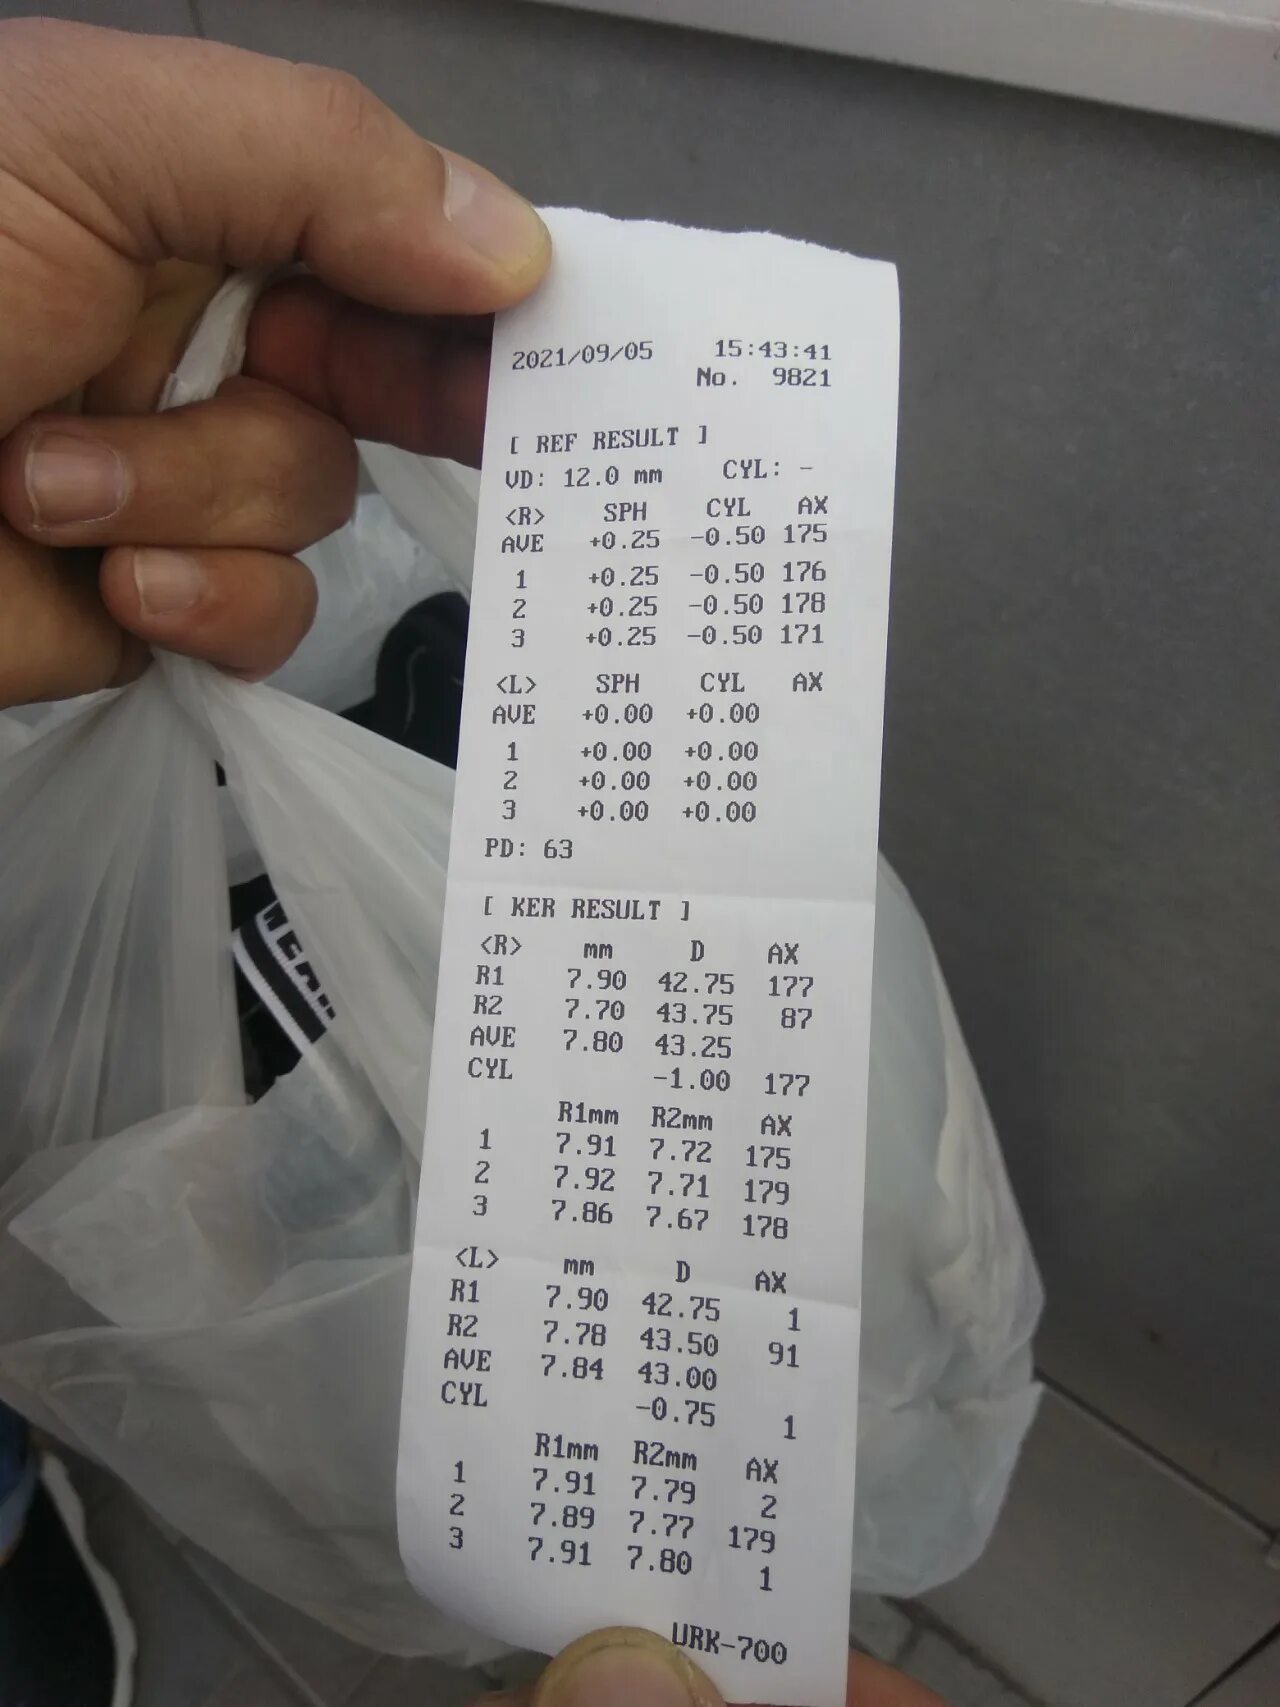 2021/09/05 15:43:41
No. 9821
[ REF RESULT ]
VD: 12.0 mm CYL: -
<R> SPH CYL AX
AVE +0.25 -0.50 175
1 +0.25 -0.50 176
2 +0.25 -0.50 178
3 +0.25 -0.50 171
<L> SPH CYL AX
AVE +0.00 +0.00
1 +0.00 +0.00
2 +0.00 +0.00
3 +0.00 +0.00
PD: 63
[ KER RESULT ]
<R> mm D AX
R1 7.90 42.75 177
R2 7.70 43.75 87
AVE 7.80 43.25
CYL -1.00 177
R1mm R2mm AX
1 7.91 7.72 175
2 7.92 7.71 179
3 7.86 7.67 178
<L> mm D AX
R1 7.90 42.75 1
R2 7.78 43.50 91
AVE 7.84 43.00
CYL -0.75 1
R1mm R2mm AX
1 7.91 7.79 2
2 7.89 7.77 179
3 7.91 7.80 1
URK-700